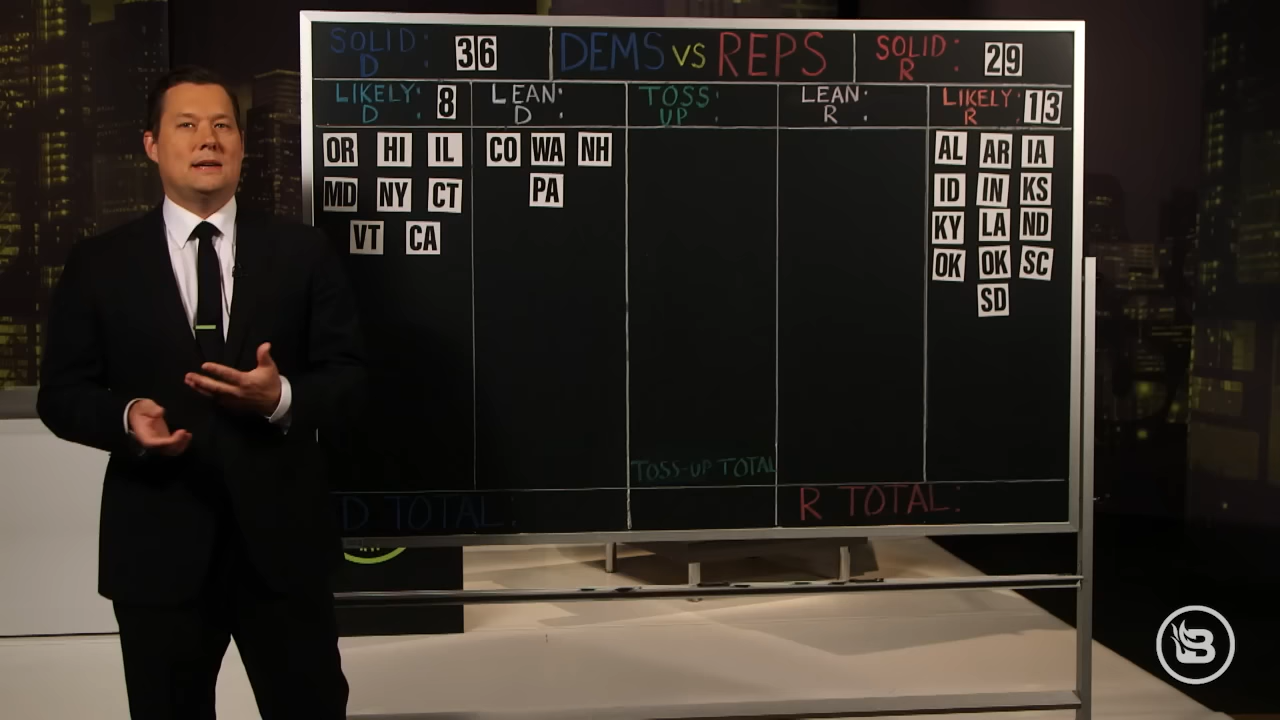 SOLID: 36 DEMS VS REPS SOLID: 29
D R
LIKELY: 8 LEAN: TOSS: LEAN: LIKELY: 13
D D UP R R
OR HI IL CO WA NH AL AR IA
MD NY CT PA ID IN KS
VT CA KY LA ND
OK OK SC
SD
TOSS-UP TOTAL
D TOTAL: R TOTAL:
B